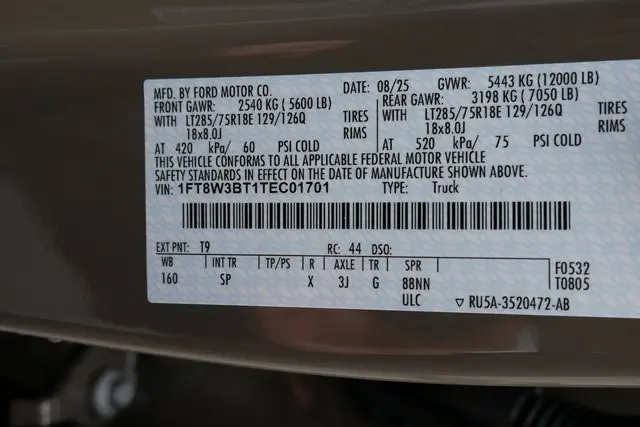 MFD. BY FORD MOTOR CO. DATE: 08/25 GVWR: 5443 KG (12000 LB)
FRONT GAWR: 2540 KG ( 5600 LB) REAR GAWR: 3198 KG ( 7050 LB)
WITH LT285/75R18E 129/126Q TIRES WITH LT285/75R18E 129/126Q TIRES
18x8.0J RIMS 18x8.0J RIMS
AT 420 kPa/ 60 PSI COLD AT 520 kPa/ 75 PSI COLD
THIS VEHICLE CONFORMS TO ALL APPLICABLE FEDERAL MOTOR VEHICLE
SAFETY STANDARDS IN EFFECT ON THE DATE OF MANUFACTURE SHOWN ABOVE.
VIN: 1FT8W3BT1TEC01701 TYPE: Truck
EXT PNT: T9 RC: 44 DSO:
WB INT TR TP/PS R AXLE TR SPR F0532
160 SP X 3J G 88NN T0805
ULC ▽ RU5A-3520472-AB